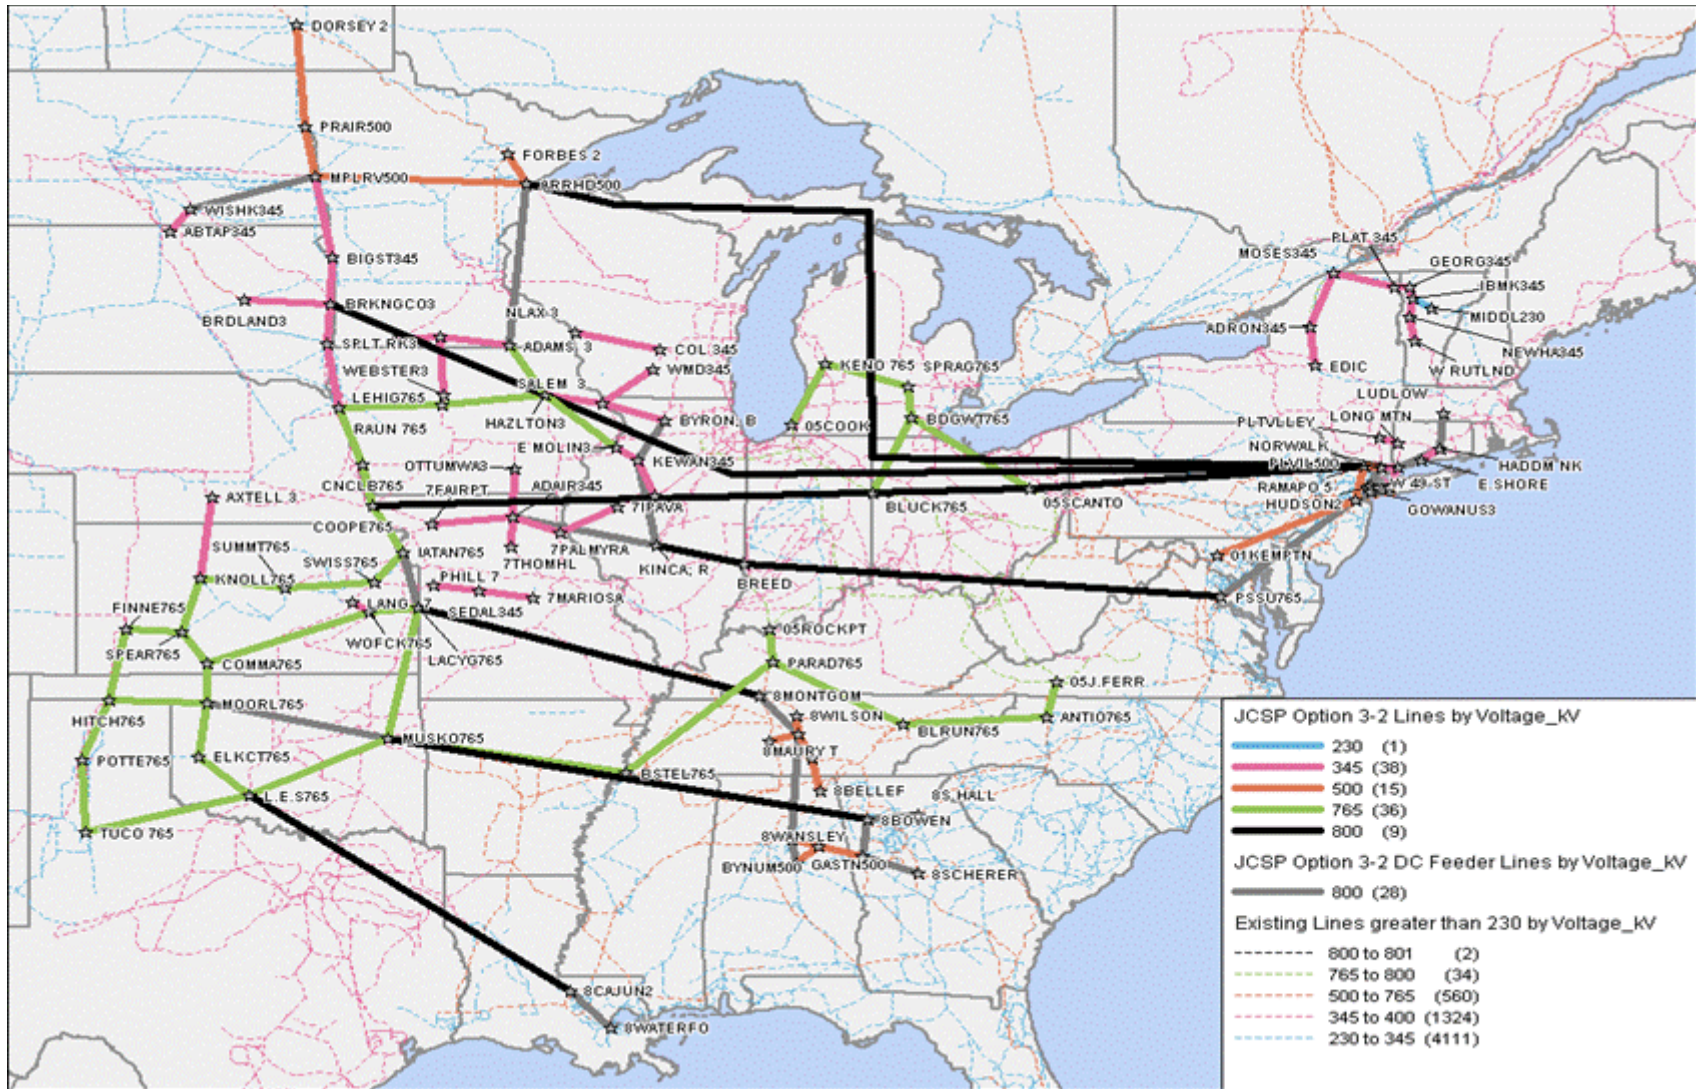 DORSEY 2
PRAIR500
FORBES 2
MPLRV500
WISHK345
ABTAP345
BIGST345
BRKNGCO3
BRDLAND3
NLAX 3
ADAMS, 3
COL 345
WMD345
WEBSTER3
SALEM 3
LEHIG765
RAUN 765
HAZLTON3
BYRON, B
E MOLIN3
KEWAN345
OTTUMWA3
CNCLB765
7FAIRPT
ADAIR345
AXTELL 3
COOPE765
7IPAVA
SUMMT765
IATAN765
7PALMYRA
SWISS765
7THOMHL
KINCA, R
BREED
KNOLL765
PHILL 7
7MARIOSA
FINNE765
SEDAL345
SPEAR765
WOFCK765
COMMA765
LACYG765
MOORL765
HITCH765
MUSKO765
POTTE765
ELKCT765
L.E.S765
TUCO 765
KENO 765
SPRAG765
05COOK
BDGWT765
BLUCK765
05SCANTO
MOSES345
PLAT 345
GEORG345
IBMK345
MIDDL230
ADRON345
NEWHA345
EDIC
W RUTLND
LUDLOW
LONG MTN
PLTVLLEY
NORWALK
PLVIL500
HADDM NK
RAMAPO 5
W 49 ST
E.SHORE
HUDSON2
GOWANUS3
01KEMPTN
PSSU765
05ROCKPT
PARAD765
05J.FERR
8MONTGOM
8WILSON
ANTIO765
BLRUN765
8MAURY T
BSTEL765
8BELLEF
8S.HALL
8BOWEN
8WANSLEY
BYNUM500
GASTN500
8SCHERER
8CAJUN2
8WATERFO
JCSP Option 3-2 Lines by Voltage_kV
230 (1)
345 (38)
500 (15)
765 (36)
800 (9)
JCSP Option 3-2 DC Feeder Lines by Voltage_kV
800 (28)
Existing Lines greater than 230 by Voltage_kV
800 to 801 (2)
765 to 800 (34)
500 to 765 (560)
345 to 400 (1324)
230 to 345 (4111)